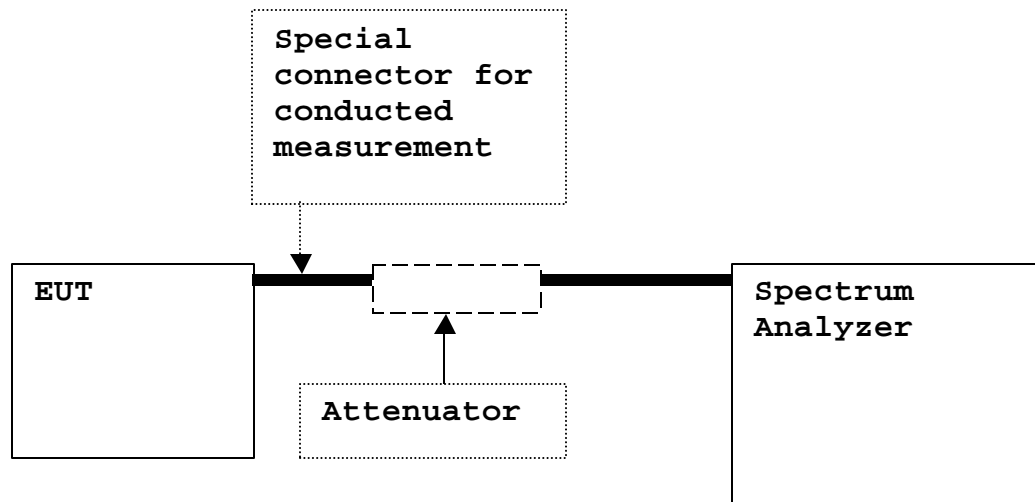 Special
connector for
conducted
measurement
EUT
Spectrum
Analyzer
Attenuator